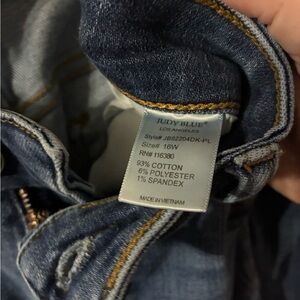 JUDY BLUE®
LOS ANGELES
Style# JB82204DK-PL
Size# 16W
RN# 116380
93% COTTON
6% POLYESTER
1% SPANDEX
MADE IN VIETNAM